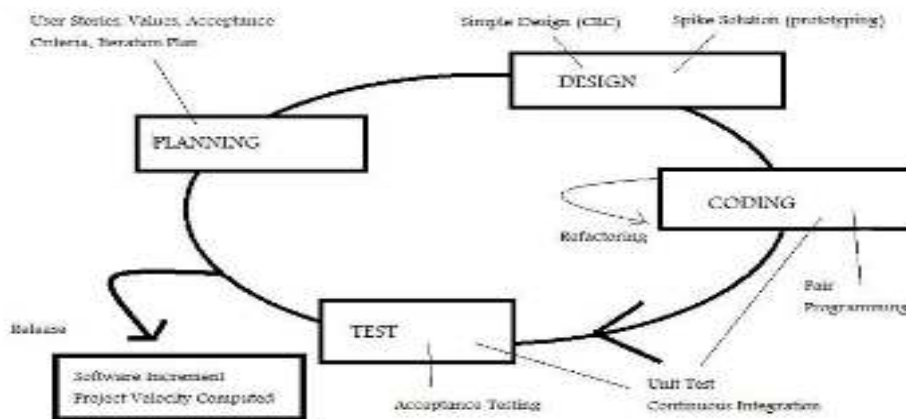 User Stories, Values, Acceptance
Criteria, Iteration Plan
Simple Design (CRC)
Spike Solution (prototyping)
DESIGN
PLANNING
CODING
Refactoring
Pair
Programming
Release
TEST
Software Increment
Project Velocity Computed
Acceptance Testing
Unit Test
Continuous Integration